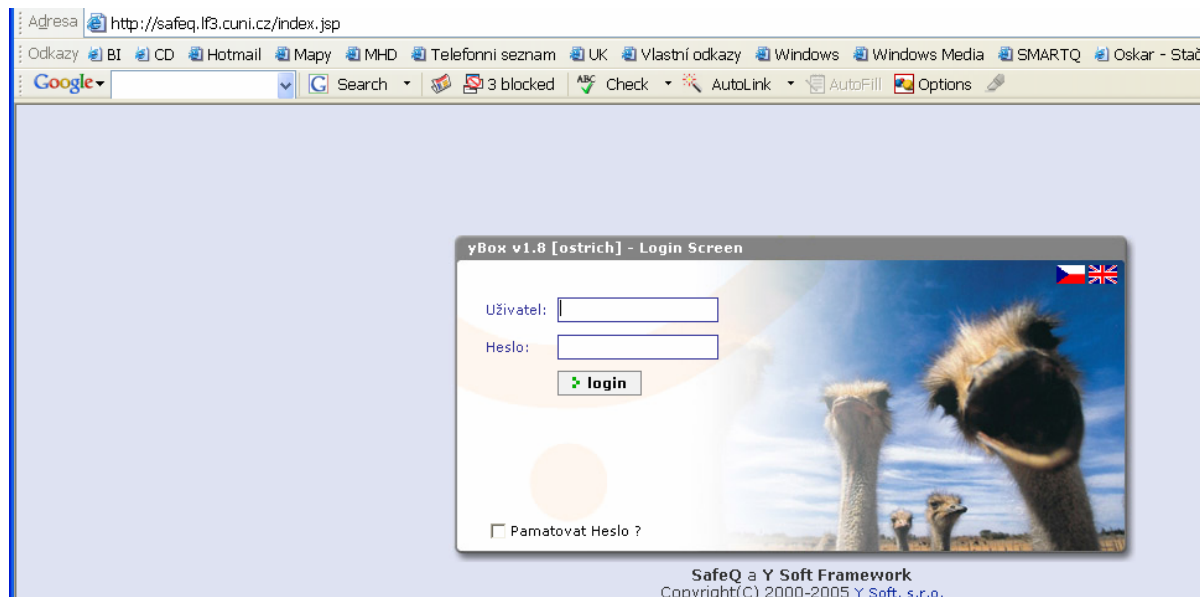 Adresa http://safeq.lf3.cuni.cz/index.jsp
Odkazy BI CD Hotmail Mapy MHD Telefonni seznam UK Vlastní odkazy Windows Windows Media SMARTQ Oskar - Stač
Google Search 3 blocked ABC Check AutoLink AutoFill Options
yBox v1.8 [ostrich] - Login Screen
Uživatel:
Heslo:
login
Pamatovat Heslo ?
SafeQ a Y Soft Framework
Copyright(C) 2000-2005 Y Soft, s.r.o.